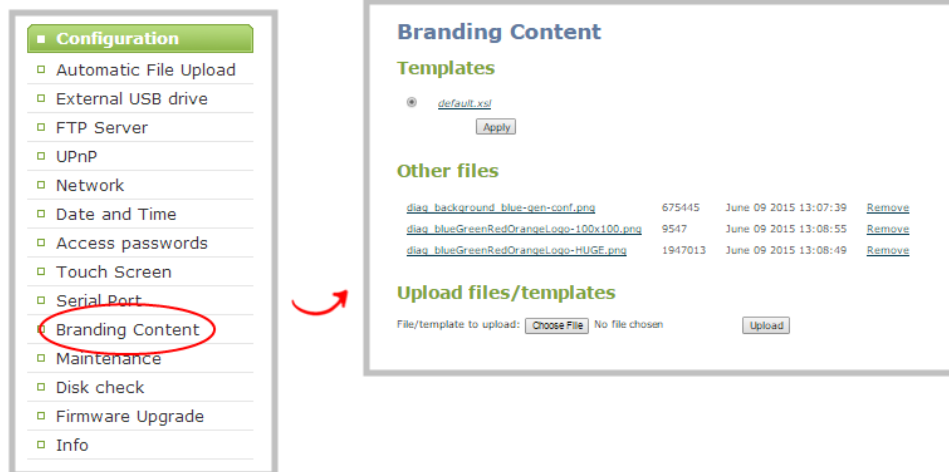 Configuration
Automatic File Upload
External USB drive
FTP Server
UPnP
Network
Date and Time
Access passwords
Touch Screen
Serial Port
Branding Content
Maintenance
Disk check
Firmware Upgrade
Info
Branding Content
Templates
default.xsl
Apply
Other files
diag_background_blue-gen-conf.png 675445 June 09 2015 13:07:39 Remove
diag_blueGreenRedOrangeLogo-100x100.png 9547 June 09 2015 13:08:55 Remove
diag_blueGreenRedOrangeLogo-HUGE.png 1947013 June 09 2015 13:08:49 Remove
Upload files/templates
File/template to upload: Choose File No file chosen Upload